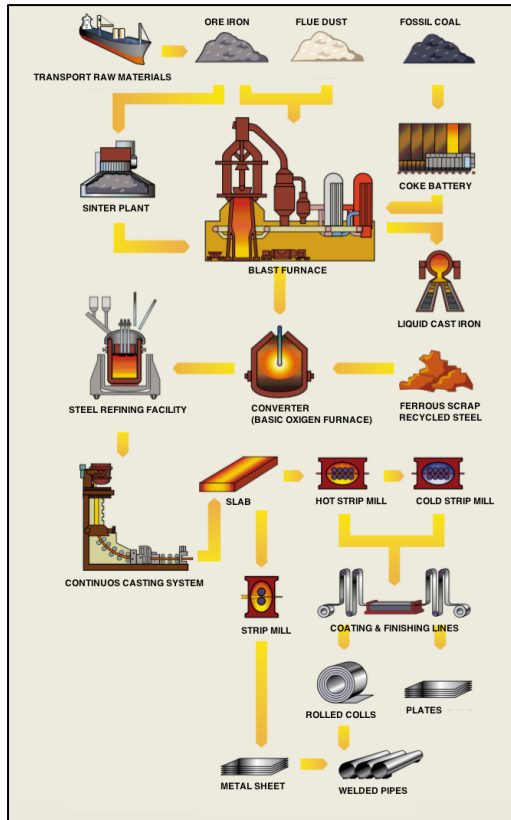 ORE IRON
FLUE DUST
FOSSIL COAL
TRANSPORT RAW MATERIALS
SINTER PLANT
COKE BATTERY
BLAST FURNACE
LIQUID CAST IRON
STEEL REFINING FACILITY
CONVERTER
(BASIC OXIGEN FURNACE)
FERROUS SCRAP
RECYCLED STEEL
SLAB
HOT STRIP MILL
COLD STRIP MILL
CONTINUOS CASTING SYSTEM
STRIP MILL
COATING & FINISHING LINES
ROLLED COLLS
PLATES
METAL SHEET
WELDED PIPES